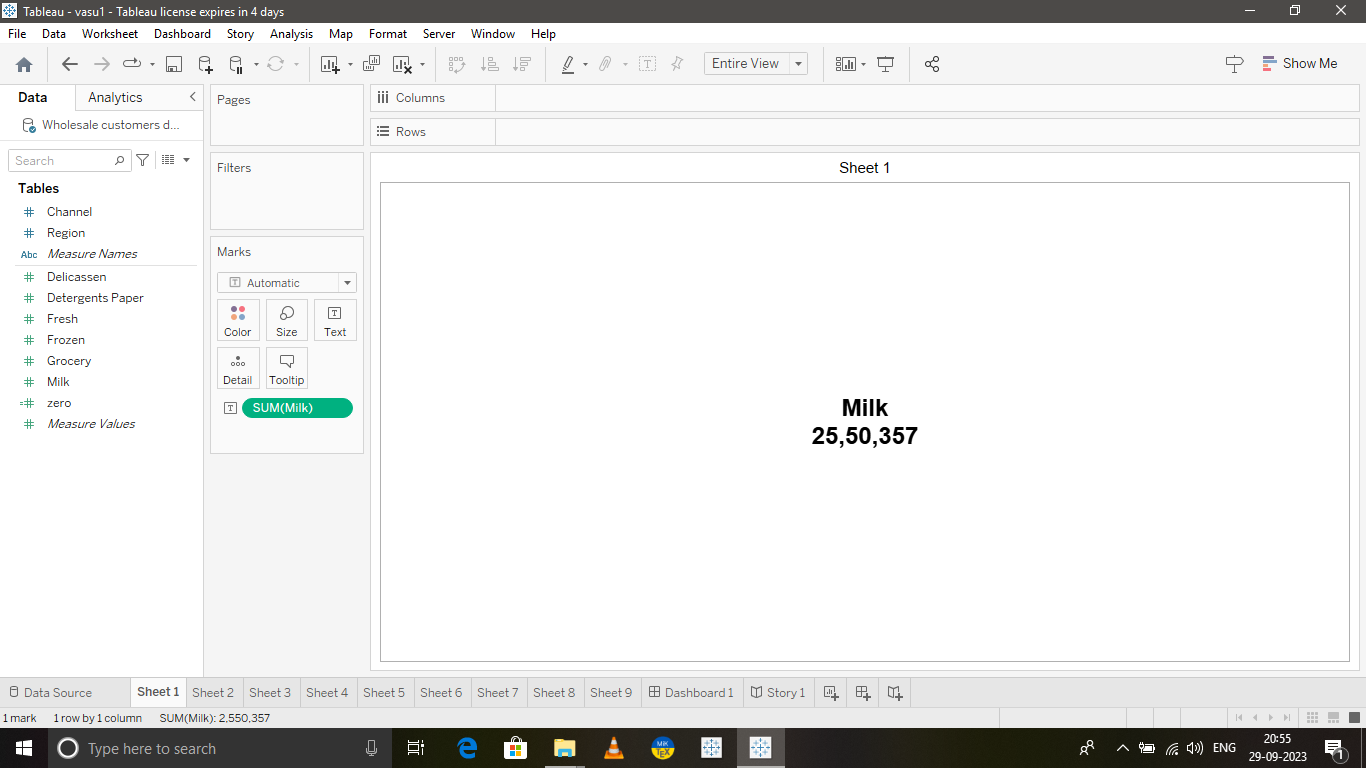 Tableau - vasu1 - Tableau license expires in 4 days
File Data Worksheet Dashboard Story Analysis Map Format Server Window Help
Entire View
Show Me
Data Analytics
Wholesale customers d...
Search
Tables
Channel
Region
Abc Measure Names
Delicassen
Detergents Paper
Fresh
Frozen
Grocery
Milk
zero
Measure Values
Pages
Filters
Marks
Automatic
Color Size Text
Detail Tooltip
SUM(Milk)
Columns
Rows
Sheet 1
Milk
25,50,357
Data Source Sheet 1 Sheet 2 Sheet 3 Sheet 4 Sheet 5 Sheet 6 Sheet 7 Sheet 8 Sheet 9 Dashboard 1 Story 1
1 mark 1 row by 1 column SUM(Milk): 2,550,357
Type here to search
MiK
TEX
ENG
20:55
29-09-2023
1